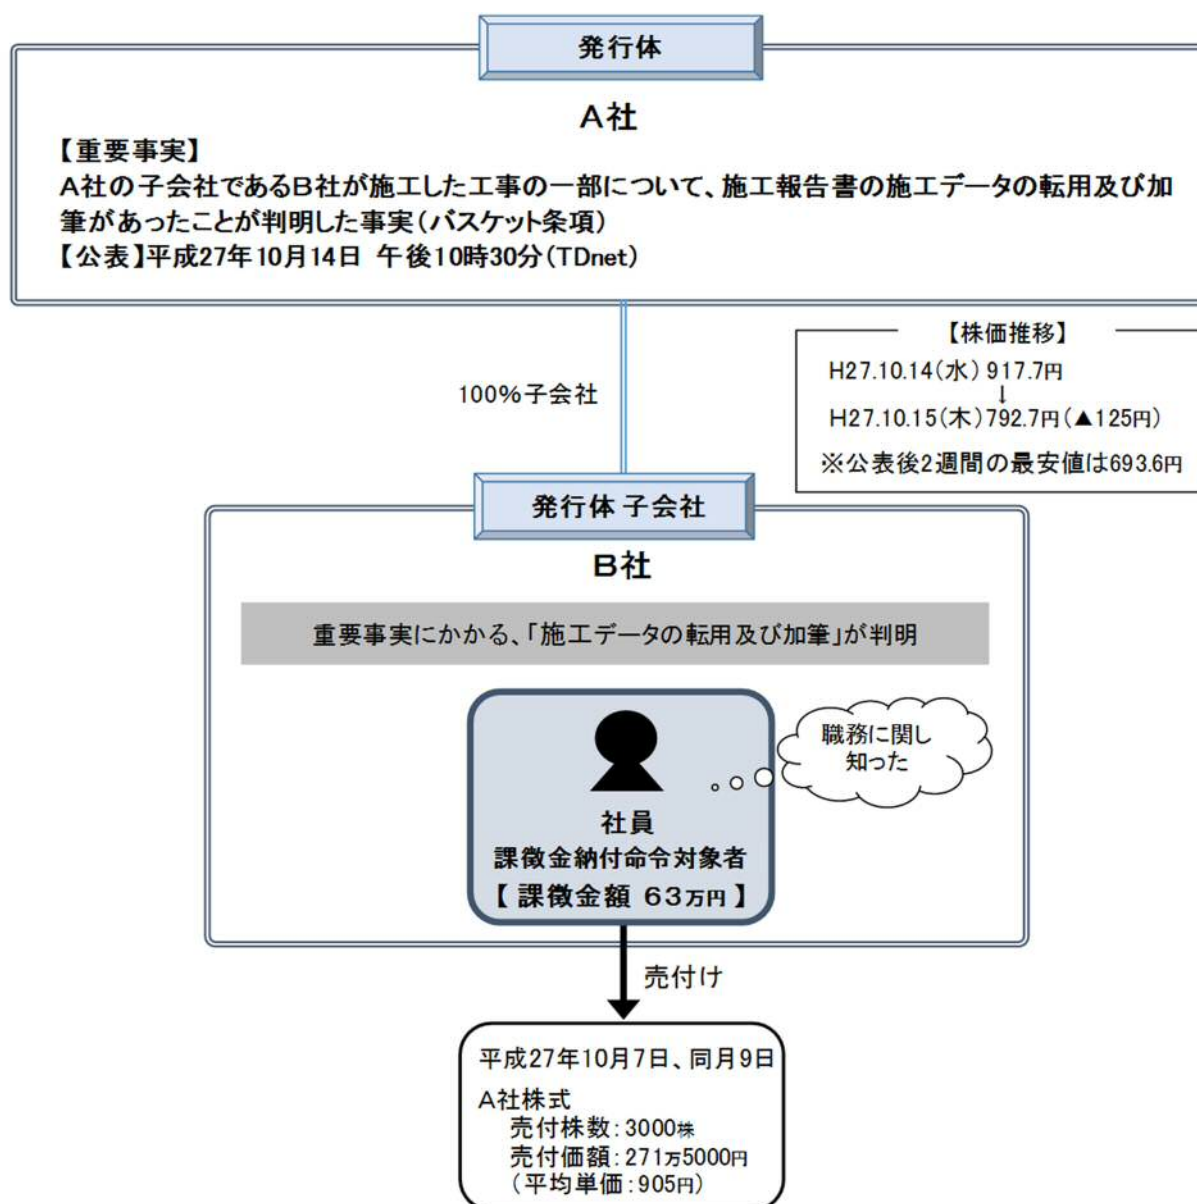 発行体
A社
【重要事実】
A社の子会社であるB社が施工した工事の一部について、施工報告書の施工データの転用及び加
筆があったことが判明した事実(バスケット条項)
【公表】平成27年10月14日 午後10時30分(TDnet)
【株価推移】
H27.10.14(水) 917.7円
↓
H27.10.15(木)792.7円(▲125円)
※公表後2週間の最安値は693.6円
100%子会社
発行体 子会社
B社
重要事実にかかる、「施工データの転用及び加筆」が判明
職務に関し
知った
社員
課徴金納付命令対象者
【 課徴金額 63万円 】
売付け
平成27年10月7日、同月9日
A社株式
売付株数:3000株
売付価額:271万5000円
(平均単価:905円)